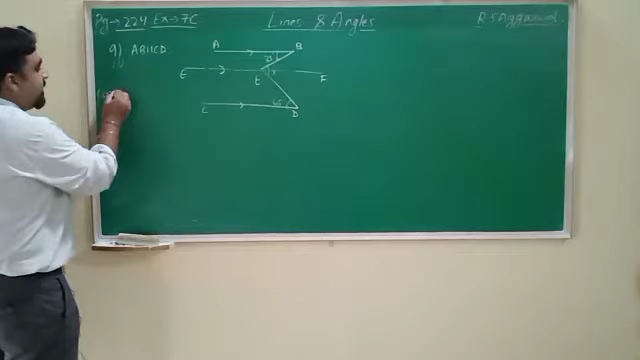 Pg → 224 Ex → 7C
Lines & Angles
R S Aggarwal
9) AB||CD
A B
E F
E
C D